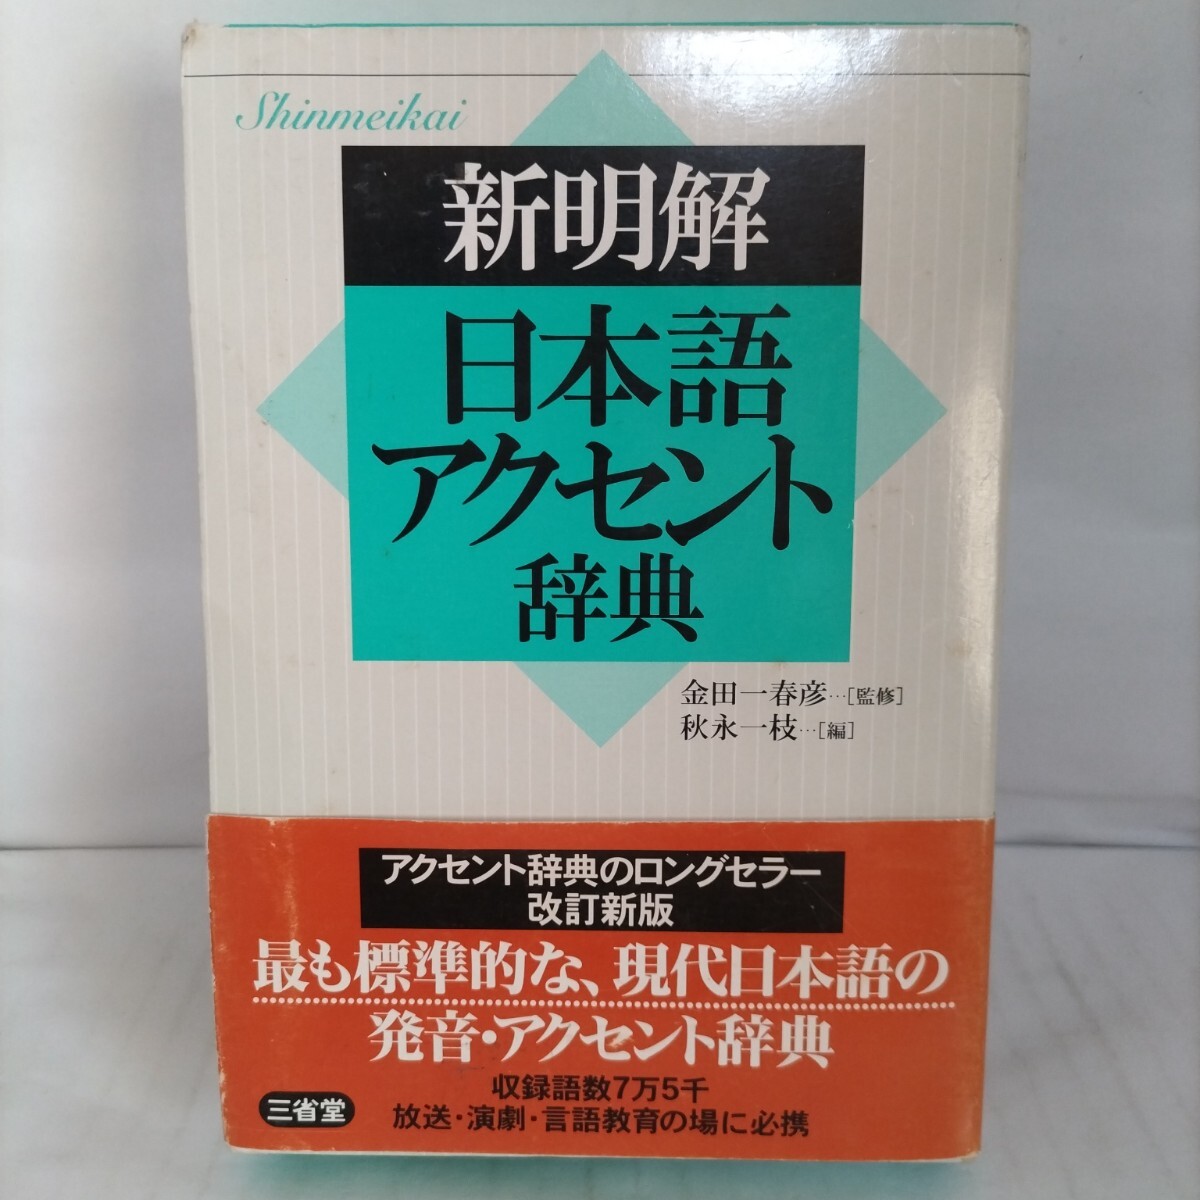 Shinmeikai
新明解
日本語
アクセント
辞典
金田一春彦…[監修]
秋永一枝…[編]
アクセント辞典のロングセラー
改訂新版
最も標準的な、現代日本語の
発音・アクセント辞典
収録語数7万5千
放送・演劇・言語教育の場に必携
三省堂